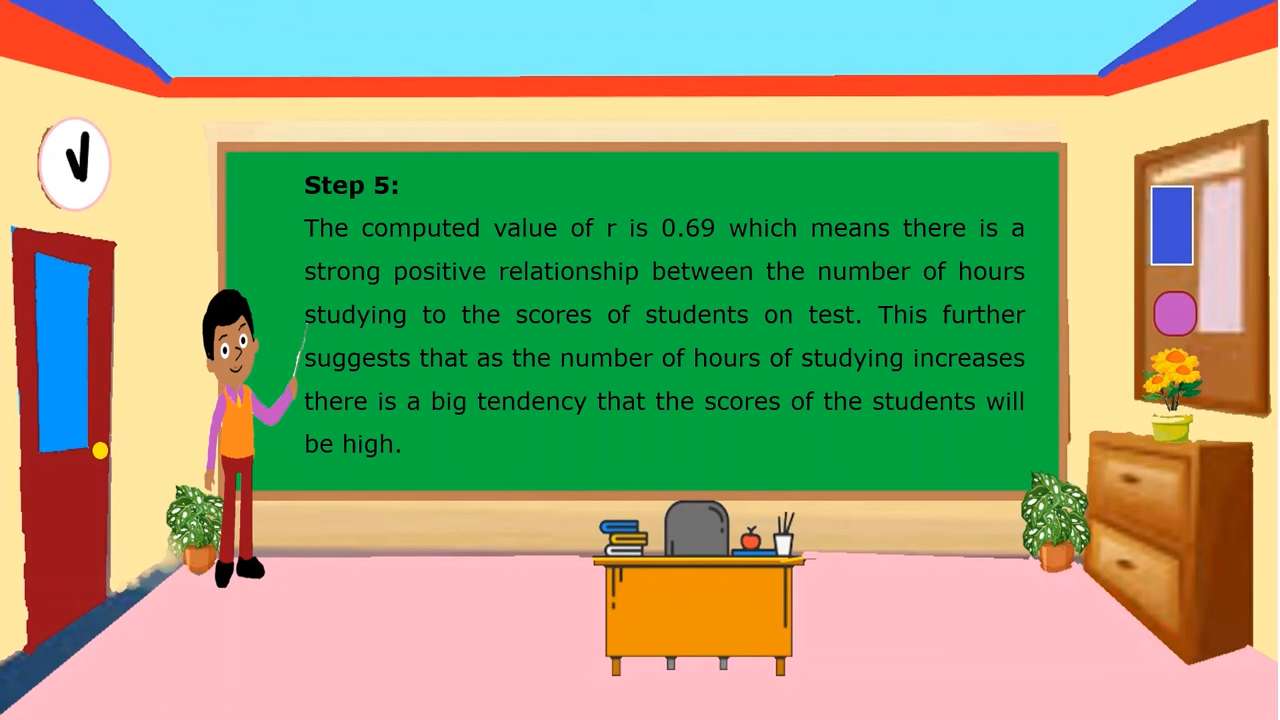 Step 5:
The computed value of r is 0.69 which means there is a
strong positive relationship between the number of hours
studying to the scores of students on test. This further
suggests that as the number of hours of studying increases
there is a big tendency that the scores of the students will
be high.